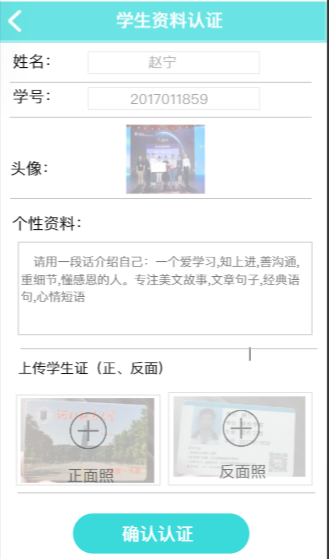 学生资料认证
姓名：
赵宁
学号：
2017011859
头像：
个性资料：
请用一段话介绍自己：一个爱学习,知上进,善沟通,
重细节,懂感恩的人。专注美文故事,文章句子,经典语
句,心情短语
上传学生证（正、反面）
正面照
反面照
确认认证